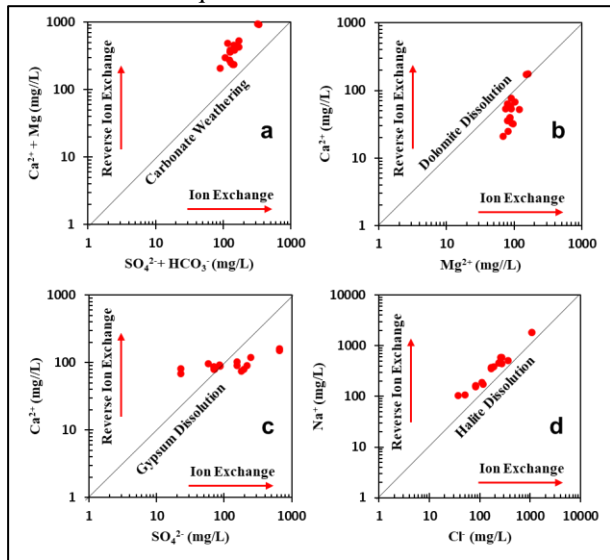 1000
100
10
1
Ca²⁺ + Mg (mg//L)
Reverse Ion Exchange
Carbonate Weathering
a
Ion Exchange
1 10 100 1000
SO₄²⁻+ HCO₃⁻ (mg/L)
1000
100
10
1
Ca²⁺ (mg//L)
Reverse Ion Exchange
Dolomite Dissolution
b
Ion Exchange
1 10 100 1000
Mg²⁺ (mg//L)
1000
100
10
1
Ca²⁺ (mg//L)
Reverse Ion Exchange
Gypsum Dissolution
c
Ion Exchange
1 10 100 1000
SO₄²⁻ (mg/L)
10000
1000
100
10
1
Na⁺ (mg//L)
Reverse Ion Exchange
Halite Dissolution
d
Ion Exchange
1 10 100 1000 10000
Cl⁻ (mg/L)